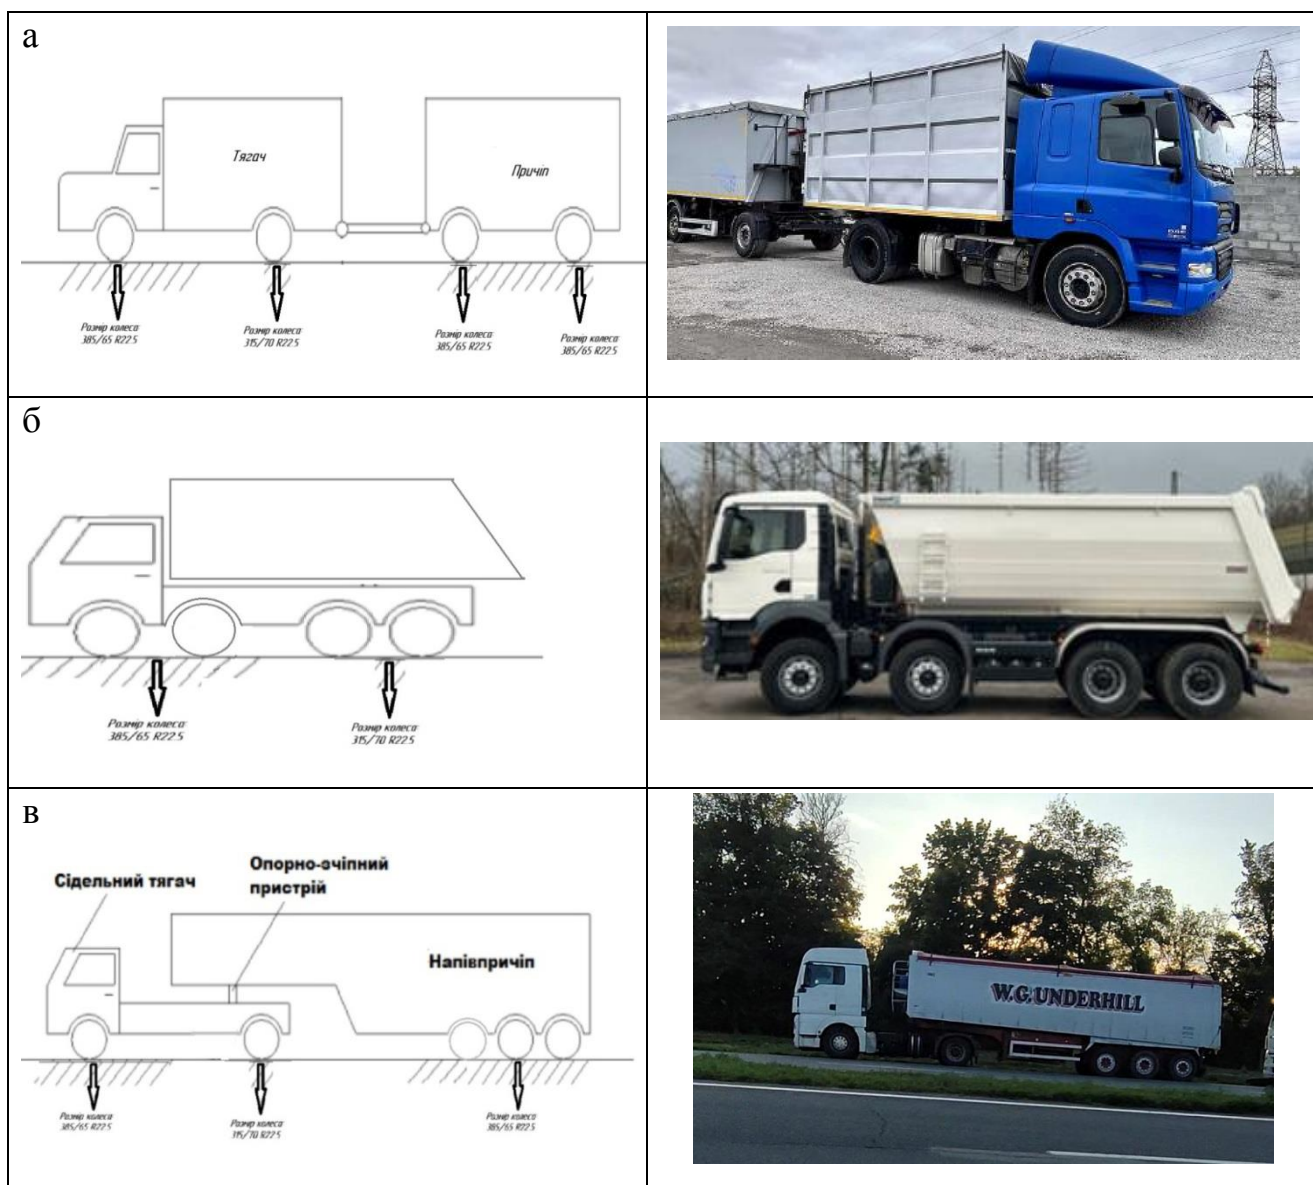 а
Тягач
Причіп
Розмір колеса
385/65 R22.5
Розмір колеса
315/70 R22.5
Розмір колеса
385/65 R22.5
Розмір колеса
385/65 R22.5
б
Розмір колеса
385/65 R22.5
Розмір колеса
315/70 R22.5
в
Опорно-зчіпний
пристрій
Сідельний тягач
Напівпричіп
Розмір колеса
385/65 R22.5
Розмір колеса
315/70 R22.5
Розмір колеса
385/65 R22.5
W.G.UNDERHILL